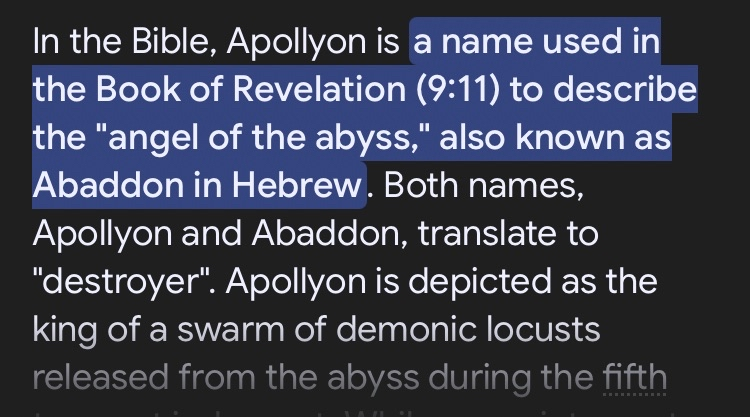 In the Bible, Apollyon is a name used in
the Book of Revelation (9:11) to describe
the "angel of the abyss," also known as
Abaddon in Hebrew. Both names,
Apollyon and Abaddon, translate to
"destroyer". Apollyon is depicted as the
king of a swarm of demonic locusts
released from the abyss during the fifth